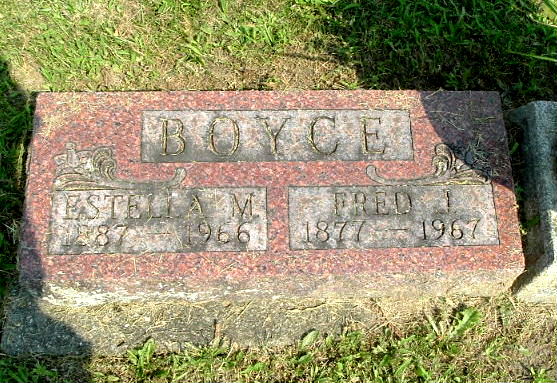 BOYCE
ESTELLA M. FRED I.
1887 – 1966 1877 – 1967